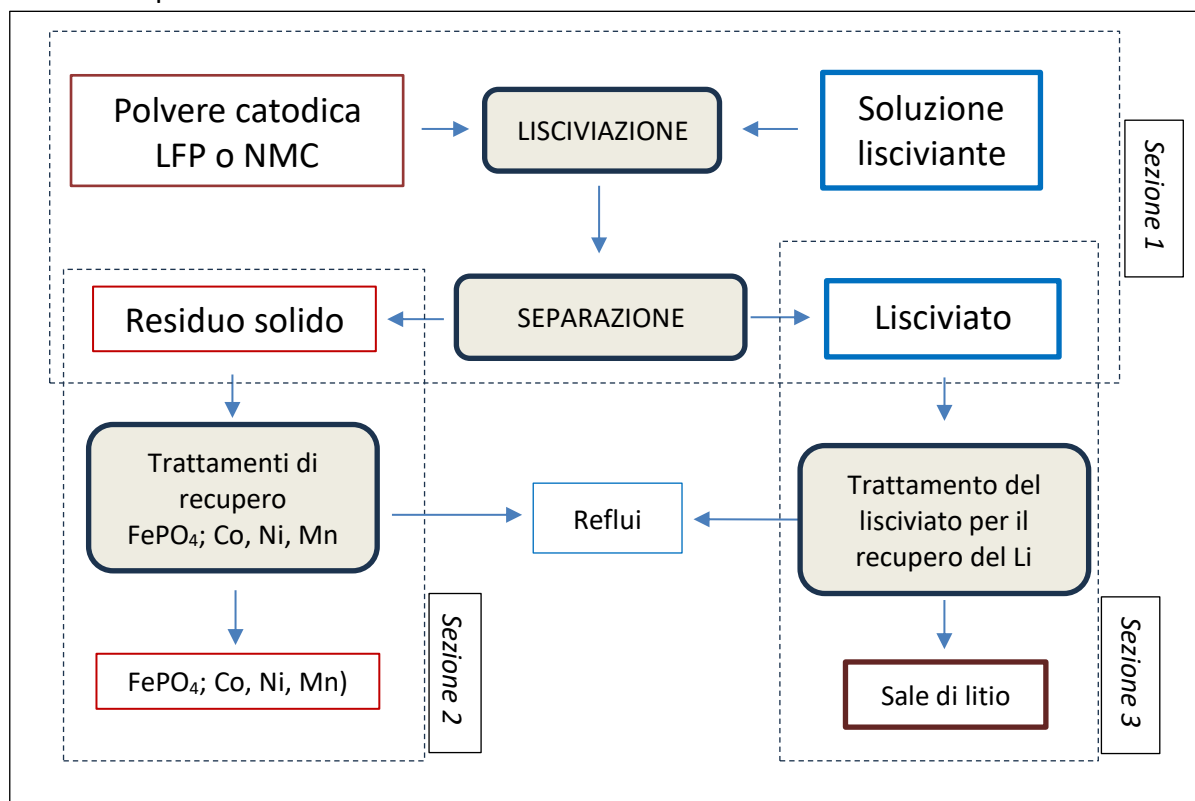 Polvere catodica
LFP o NMC
LISCIVIAZIONE
Soluzione
lisciviante
Sezione 1
Residuo solido
SEPARAZIONE
Lisciviato
Trattamenti di
recupero
FePO₄; Co, Ni, Mn
Reflui
Trattamento del
lisciviato per il
recupero del Li
Sezione 2
Sezione 3
FePO₄; Co, Ni, Mn)
Sale di litio